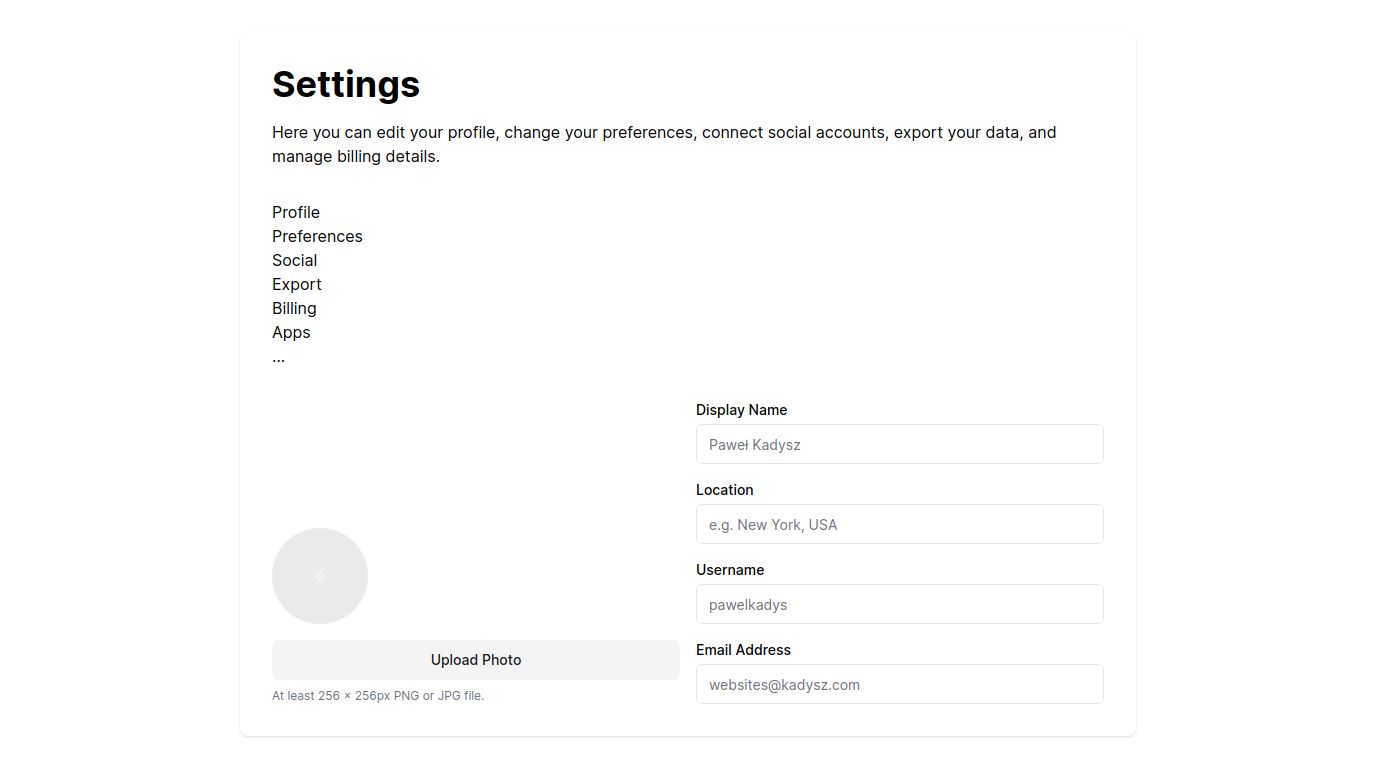 Settings
Here you can edit your profile, change your preferences, connect social accounts, export your data, and
manage billing details.
Profile
Preferences
Social
Export
Billing
Apps
...
Display Name
Paweł Kadysz
Location
e.g. New York, USA
Username
pawelkadys
Email Address
websites@kadysz.com
Upload Photo
At least 256 × 256px PNG or JPG file.